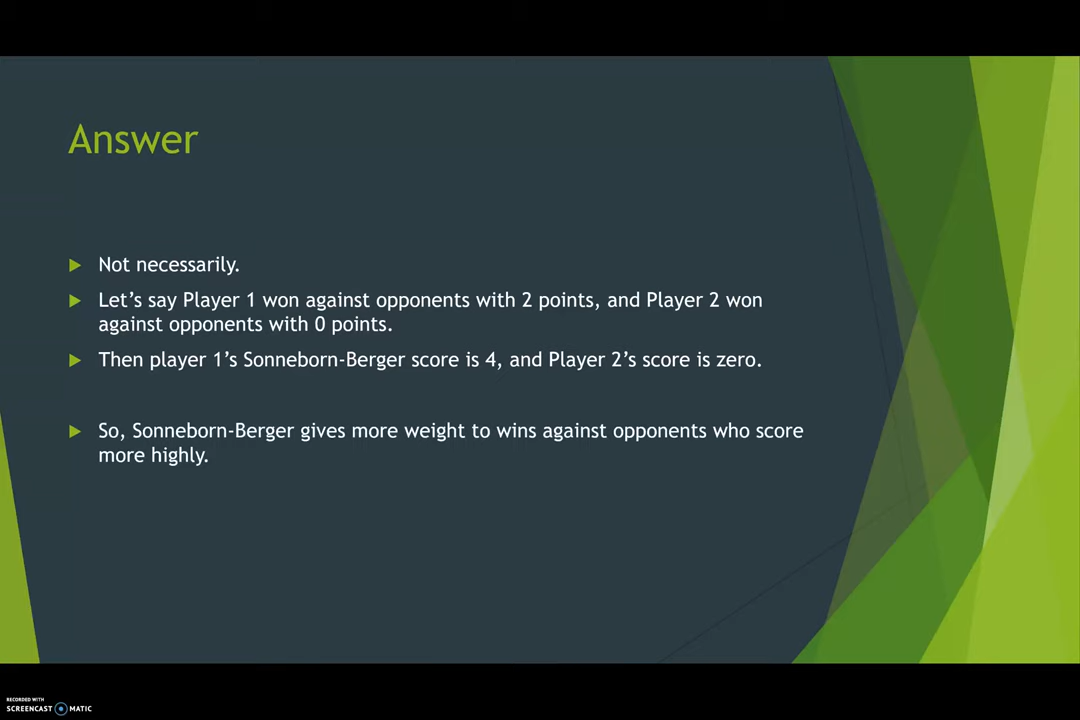 Answer
Not necessarily.
Let's say Player 1 won against opponents with 2 points, and Player 2 won
against opponents with 0 points.
Then player 1's Sonneborn-Berger score is 4, and Player 2's score is zero.
So, Sonneborn-Berger gives more weight to wins against opponents who score
more highly.
RECORDED WITH
SCREENCAST MATIC